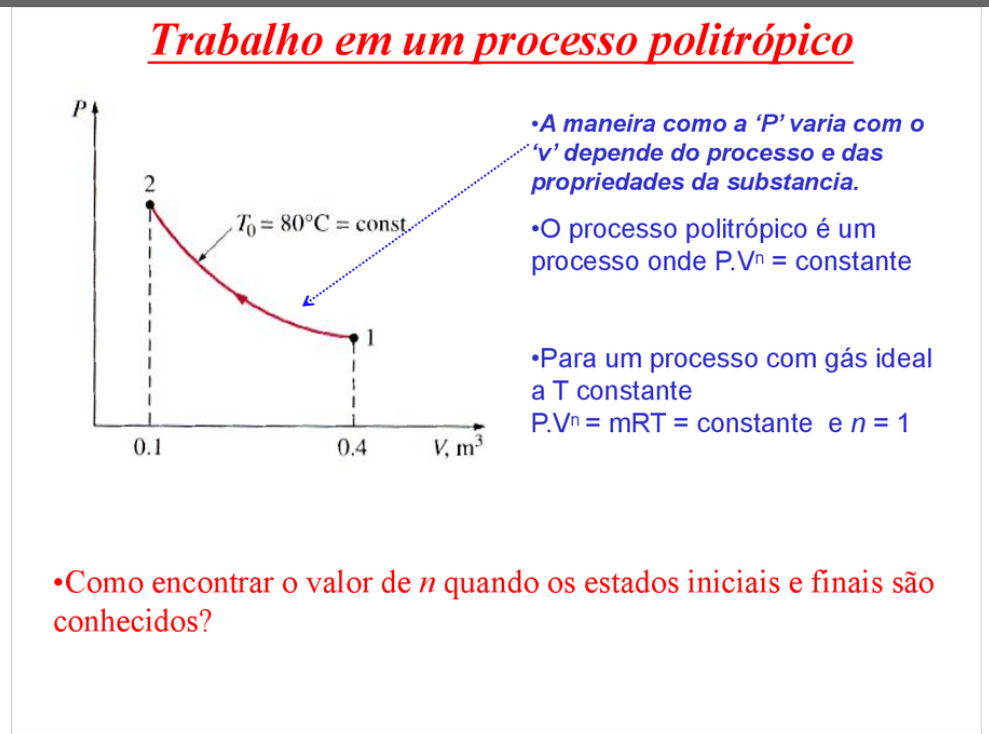 Trabalho em um processo politrópico
P
2
T₀ = 80°C = const.
1
0.1
0.4
V, m³
•A maneira como a ‘P’ varia com o
‘v’ depende do processo e das
propriedades da substancia.
•O processo politrópico é um
processo onde P.Vⁿ = constante
•Para um processo com gás ideal
a T constante
P.Vⁿ = mRT = constante e n = 1
•Como encontrar o valor de n quando os estados iniciais e finais são
conhecidos?